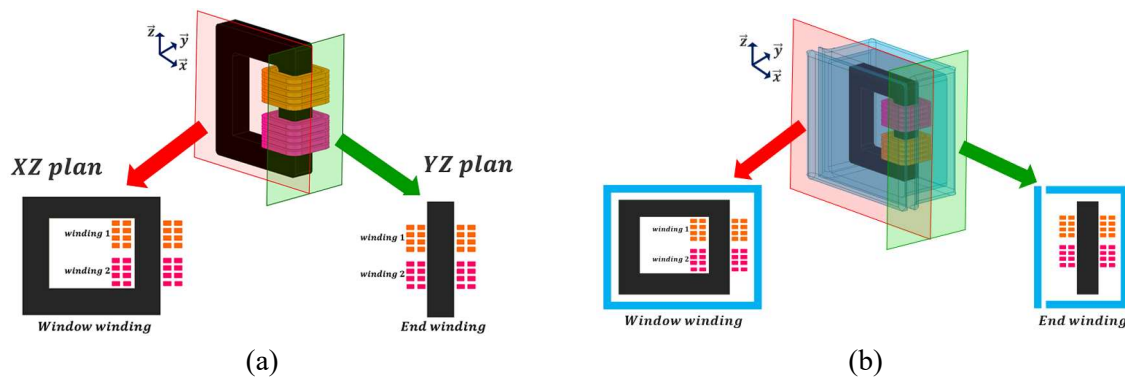 z⃗
y⃗
x⃗
XZ plan
YZ plan
winding 1
winding 2
Window winding
winding 1
winding 2
End winding
(a)
z⃗
y⃗
x⃗
winding 1
winding 2
Window winding
End winding
(b)